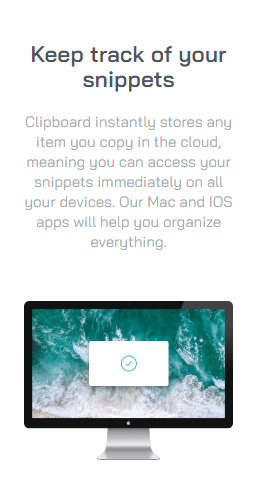 Keep track of your
snippets
Clipboard instantly stores any
item you copy in the cloud,
meaning you can access your
snippets immediately on all
your devices. Our Mac and IOS
apps will help you organize
everything.